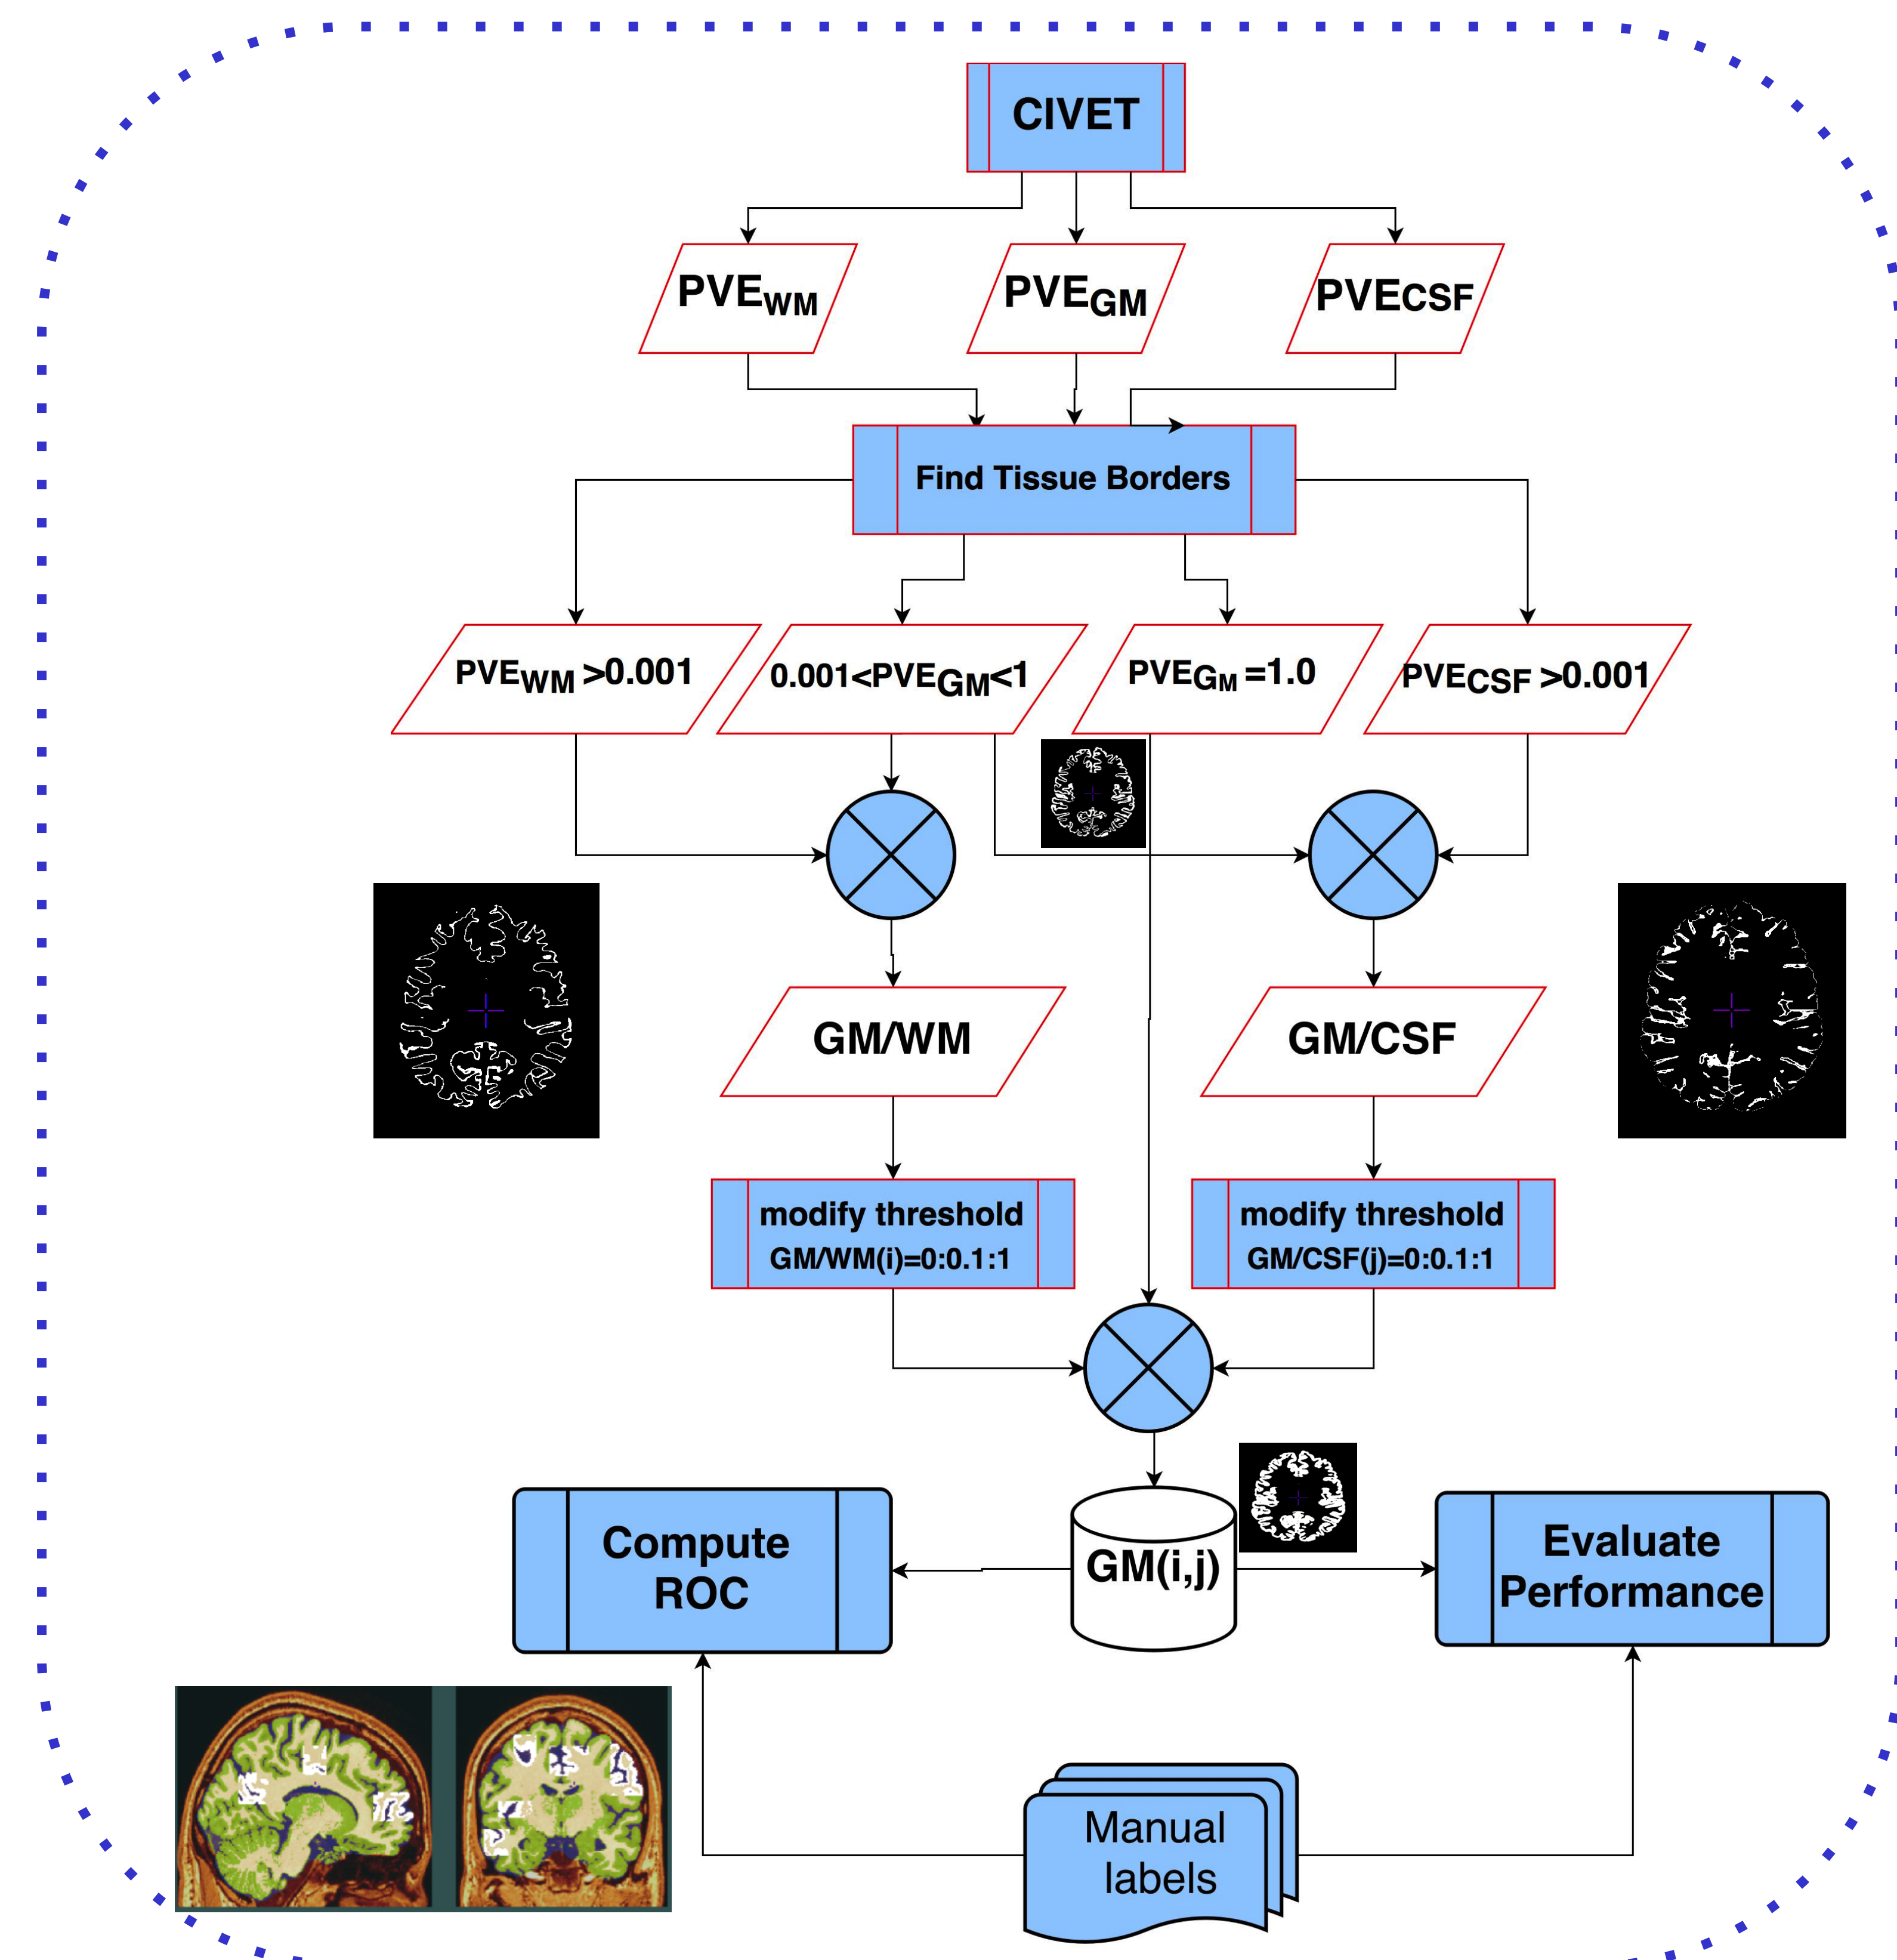 CIVET
PVEWM
PVEGM
PVECSF
Find Tissue Borders
PVEWM >0.001
0.001<PVEGM<1
PVEGM =1.0
PVECSF >0.001
GM/WM
GM/CSF
modify threshold
GM/WM(i)=0:0.1:1
modify threshold
GM/CSF(j)=0:0.1:1
Compute
ROC
GM(i,j)
Evaluate
Performance
Manual
labels